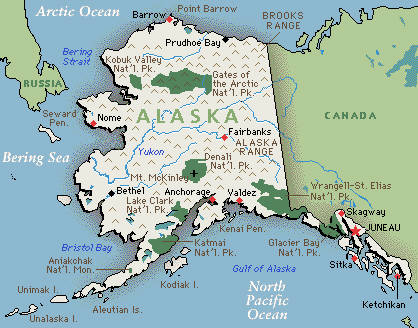 Arctic Ocean
Point Barrow
Barrow
BROOKS
RANGE
Prudhoe Bay
Bering
Strait
Kobuk Valley
Nat'l. Pk.
RUSSIA
Gates of
the Arctic
Nat'l. Pk.
Seward
Pen.
Nome
ALASKA
CANADA
Fairbanks
Yukon
ALASKA
RANGE
Bering Sea
Denali
Nat'l. Pk.
Mt. McKinley
Bethel
Anchorage
Valdez
Wrangell-St. Elias
Nat'l. Pk.
Lake Clark
Nat'l. Pk.
Skagway
JUNEAU
Kenai Pen.
Bristol Bay
Katmai
Nat'l. Pk.
Glacier Bay
Nat'l. Pk.
Sitka
Aniakchak
Nat'l. Mon.
Gulf of Alaska
Kodiak I.
Ketchikan
Unimak I.
North
Pacific
Ocean
Aleutian Is.
Unalaska I.